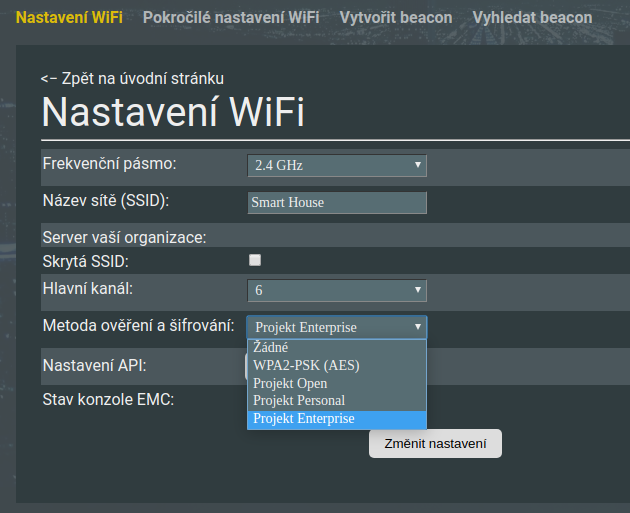 Nastavení WiFi Pokročilé nastavení WiFi Vytvořit beacon Vyhledat beacon
<− Zpět na úvodní stránku
Nastavení WiFi
Frekvenční pásmo: 2.4 GHz
Název sítě (SSID): Smart House
Server vaší organizace:
Skrytá SSID:
Hlavní kanál: 6
Metoda ověření a šifrování: Projekt Enterprise
Žádné
WPA2-PSK (AES)
Nastavení API:
Projekt Open
Projekt Personal
Stav konzole EMC:
Projekt Enterprise
Změnit nastavení